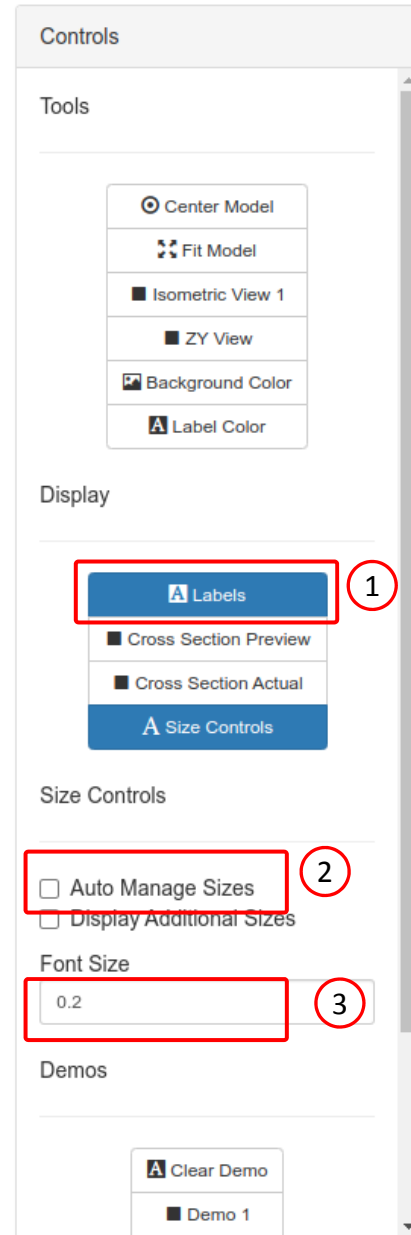 Controls
Tools
Center Model
Fit Model
Isometric View 1
ZY View
Background Color
A Label Color
Display
A Labels
1
Cross Section Preview
Cross Section Actual
A Size Controls
Size Controls
Auto Manage Sizes
2
Display Additional Sizes
Font Size
0.2
3
Demos
A Clear Demo
Demo 1